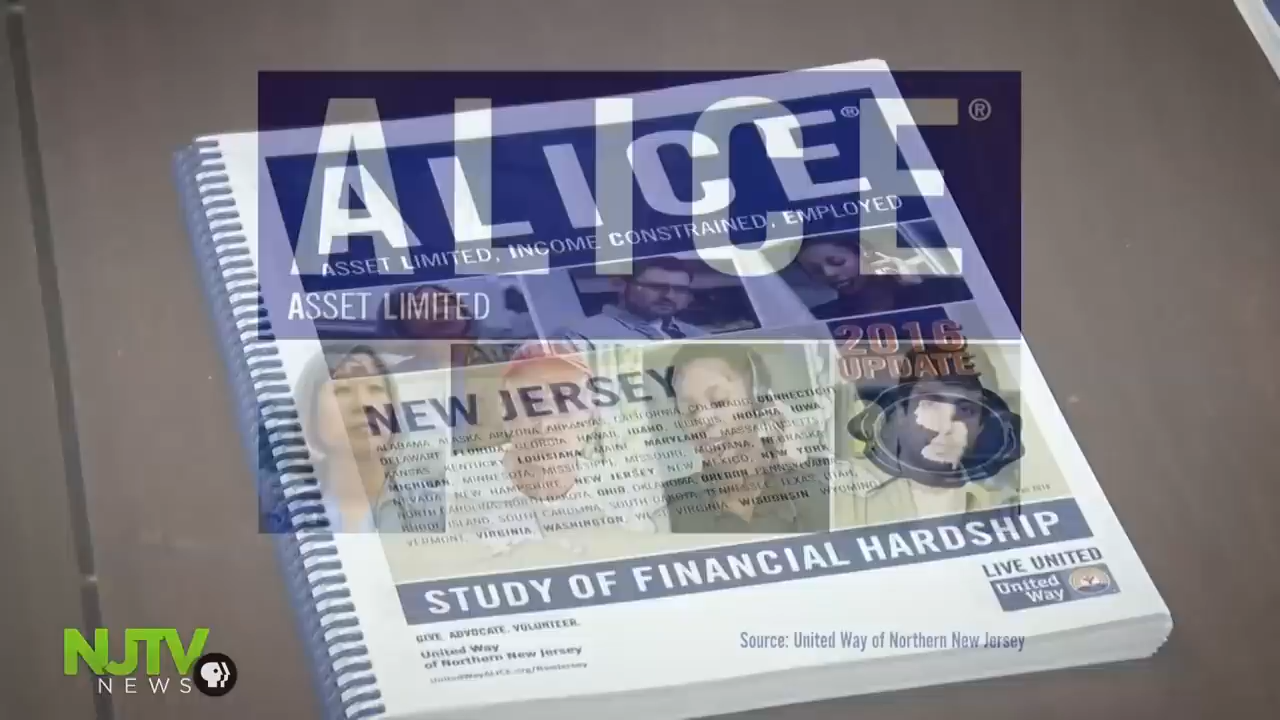 ALICE®
ASSET LIMITED
ALICE®
ASSET LIMITED, INCOME CONSTRAINED, EMPLOYED
2016
UPDATE
NEW JERSEY
ALABAMA, ALASKA, ARIZONA, ARKANSAS, CALIFORNIA, COLORADO, CONNECTICUT
DELAWARE, FLORIDA, GEORGIA, HAWAII, IDAHO, ILLINOIS, INDIANA, IOWA,
KANSAS, KENTUCKY, LOUISIANA, MAINE, MARYLAND, MASSACHUSETTS,
MICHIGAN, MINNESOTA, MISSISSIPPI, MISSOURI, MONTANA, NEBRASKA,
NEVADA, NEW HAMPSHIRE, NEW JERSEY, NEW MEXICO, NEW YORK,
NORTH CAROLINA, NORTH DAKOTA, OHIO, OKLAHOMA, OREGON, PENNSYLVANIA,
RHODE ISLAND, SOUTH CAROLINA, SOUTH DAKOTA, TENNESSEE, TEXAS, UTAH,
VERMONT, VIRGINIA, WASHINGTON, WEST VIRGINIA, WISCONSIN, WYOMING
STUDY OF FINANCIAL HARDSHIP
LIVE UNITED
United
Way
GIVE. ADVOCATE. VOLUNTEER.
United Way
of Northern New Jersey
Source: United Way of Northern New Jersey
NJTV
NEWS
PBS